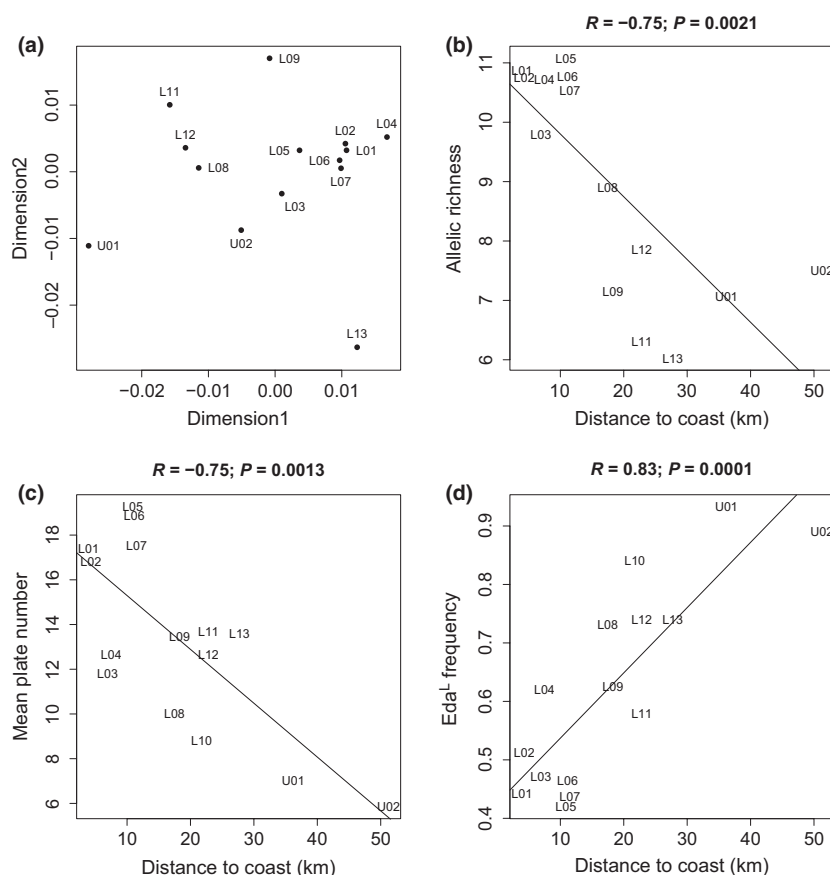 (a)
L09
L11
L12
L08
L02
L04
L05
L01
L06
L07
L03
U02
U01
L13
0.01
0.00
−0.01
−0.02
Dimension2
−0.02 −0.01 0.00 0.01
Dimension1
R = −0.75; P = 0.0021
(b)
L05
L01
L06
L02
L04
L07
L03
L08
L12
U02
L09
U01
L11
L13
11
10
9
8
7
6
Allelic richness
10 20 30 40 50
Distance to coast (km)
R = −0.75; P = 0.0013
(c)
L05
L06
L01
L07
L02
L11
L13
L09
L04
L12
L03
L08
L10
U01
U02
18
16
14
12
10
8
6
Mean plate number
10 20 30 40 50
Distance to coast (km)
R = 0.83; P = 0.0001
(d)
U01
U02
L10
L12
L13
L08
L09
L04
L11
L02
L03
L06
L01
L07
L05
0.9
0.8
0.7
0.6
0.5
0.4
Edaᴸ frequency
10 20 30 40 50
Distance to coast (km)